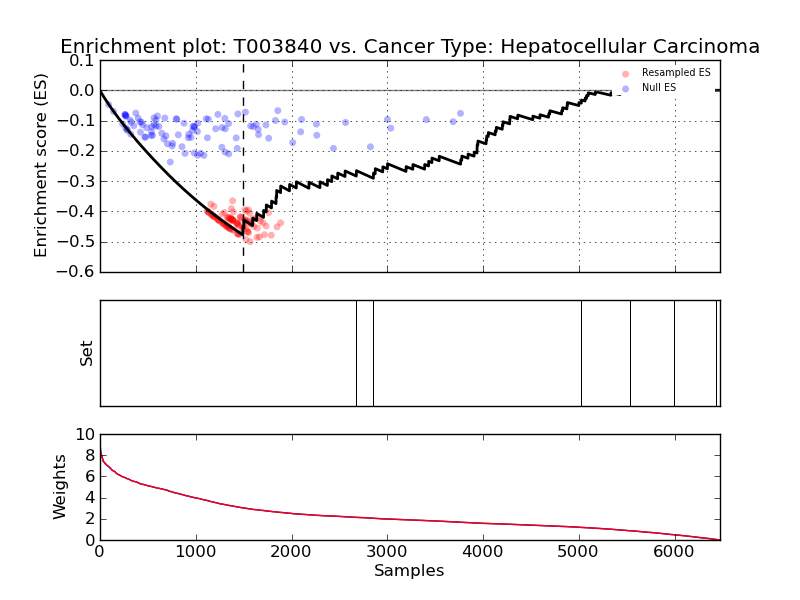 Enrichment plot: T003840 vs. Cancer Type: Hepatocellular Carcinoma
0.1
0.0
−0.1
−0.2
−0.3
−0.4
−0.5
−0.6
Enrichment score (ES)
Resampled ES
Null ES
Set
10
8
6
4
2
0
Weights
0 1000 2000 3000 4000 5000 6000
Samples